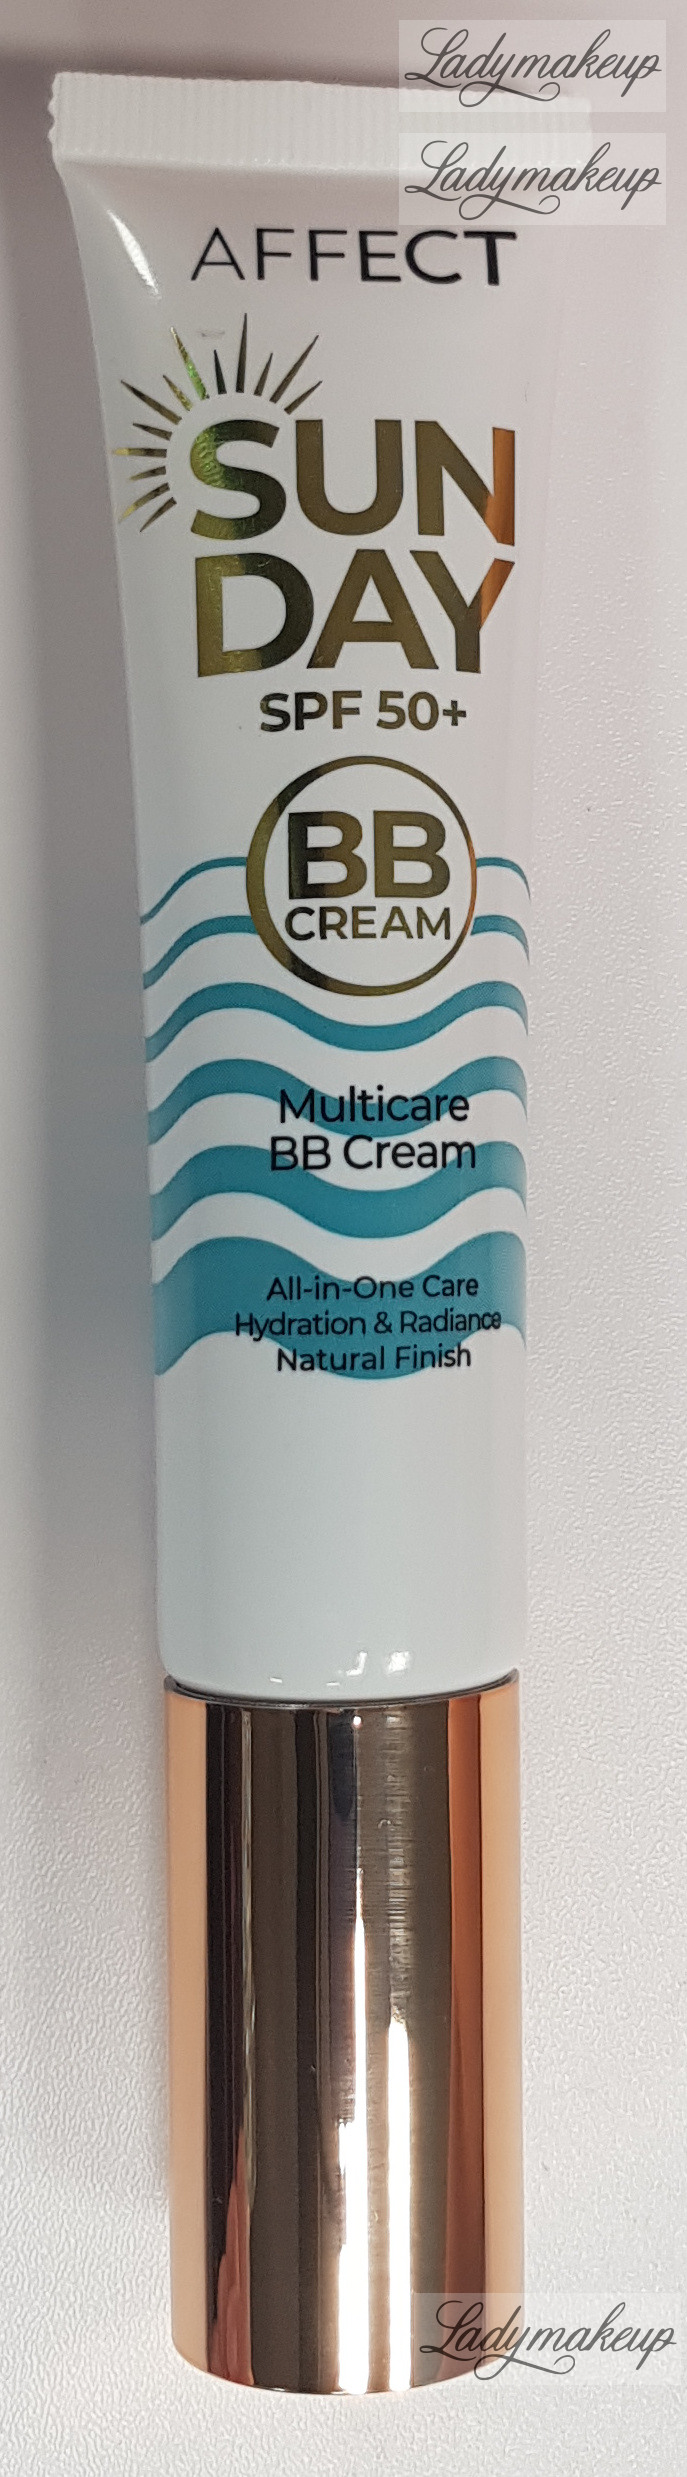 Ladymakeup
Ladymakeup
AFFECT
SUN
DAY
SPF 50+
BB
CREAM
Multicare
BB Cream
All-in-One Care
Hydration & Radiance
Natural Finish
Ladymakeup